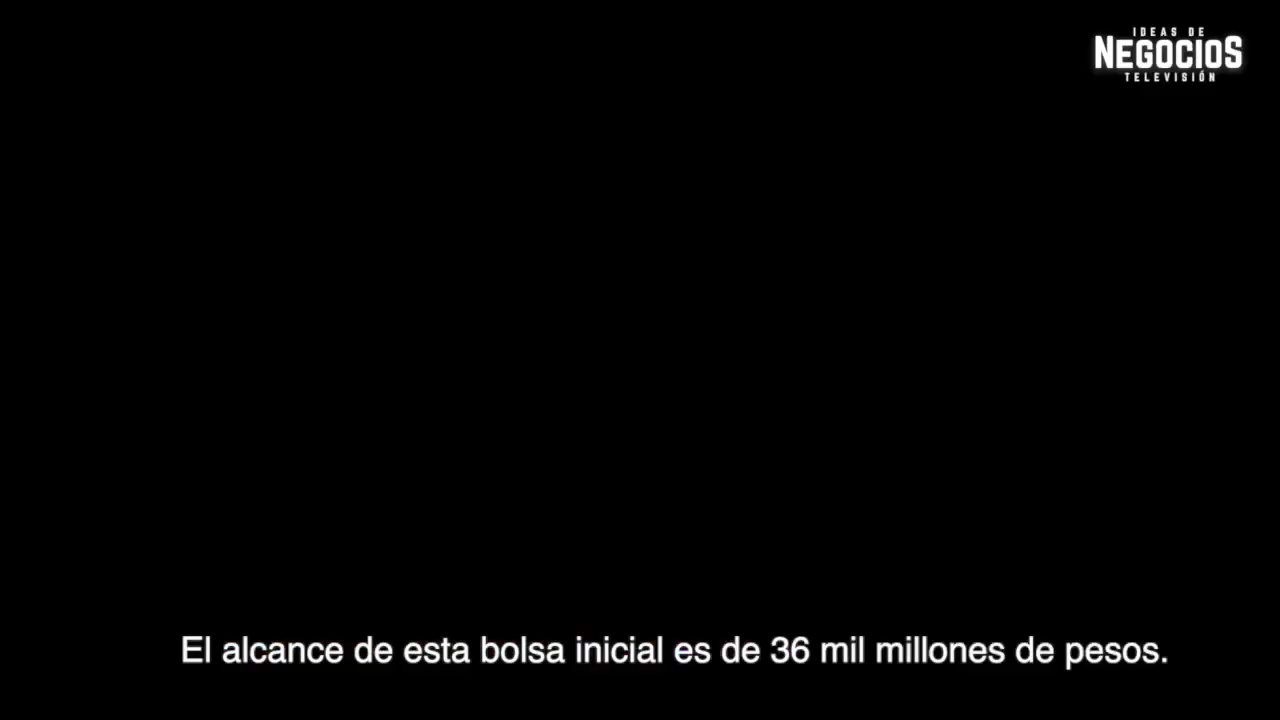 IDEAS DE
NEGOCIOS
TELEVISIÓN
El alcance de esta bolsa inicial es de 36 mil millones de pesos.